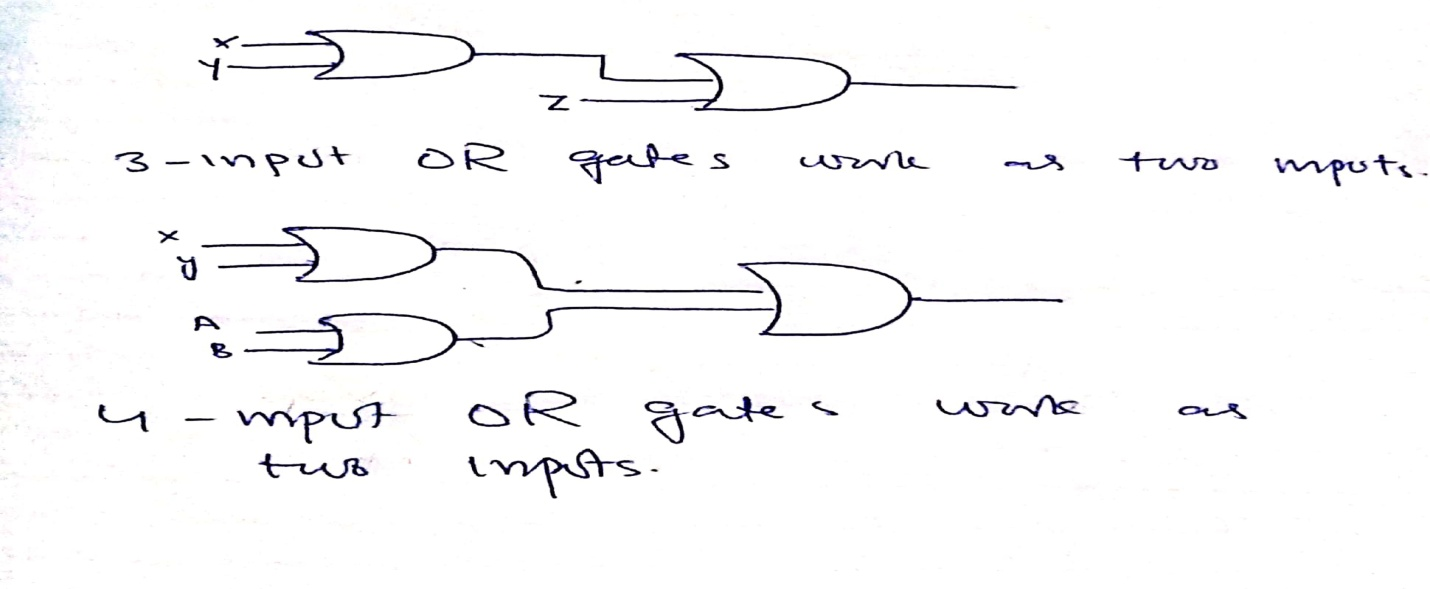 X
Y
Z
3-input OR gates work as two inputs.
X
y
A
B
4-input OR gates work as
two inputs.